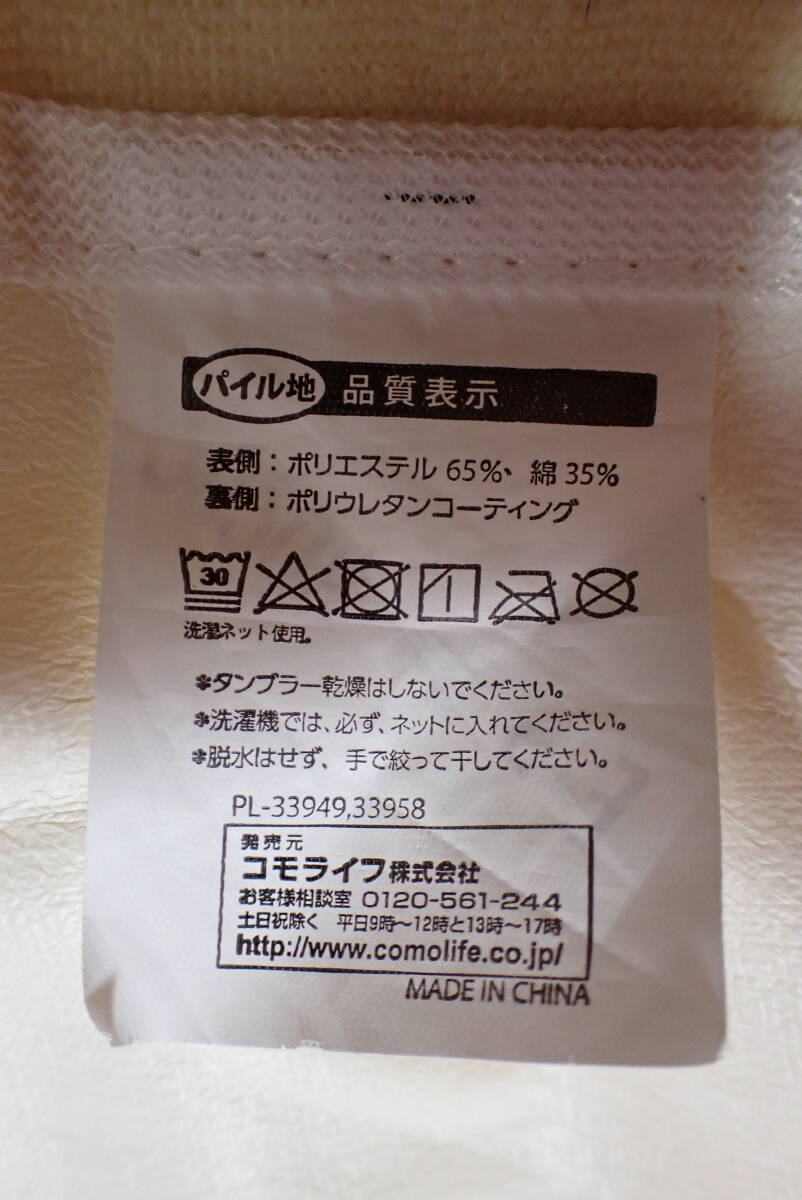 パイル地 品質表示
表側：ポリエステル 65%、綿 35%
裏側：ポリウレタンコーティング
30
洗濯ネット使用。
＊タンブラー乾燥はしないでください。
＊洗濯機では、必ず、ネットに入れてください。
＊脱水はせず、手で絞って干してください。
PL-33949,33958
発売元
コモライフ株式会社
お客様相談室 0120-561-244
土日祝除く 平日9時～12時と13時～17時
http://www.comolife.co.jp/
MADE IN CHINA